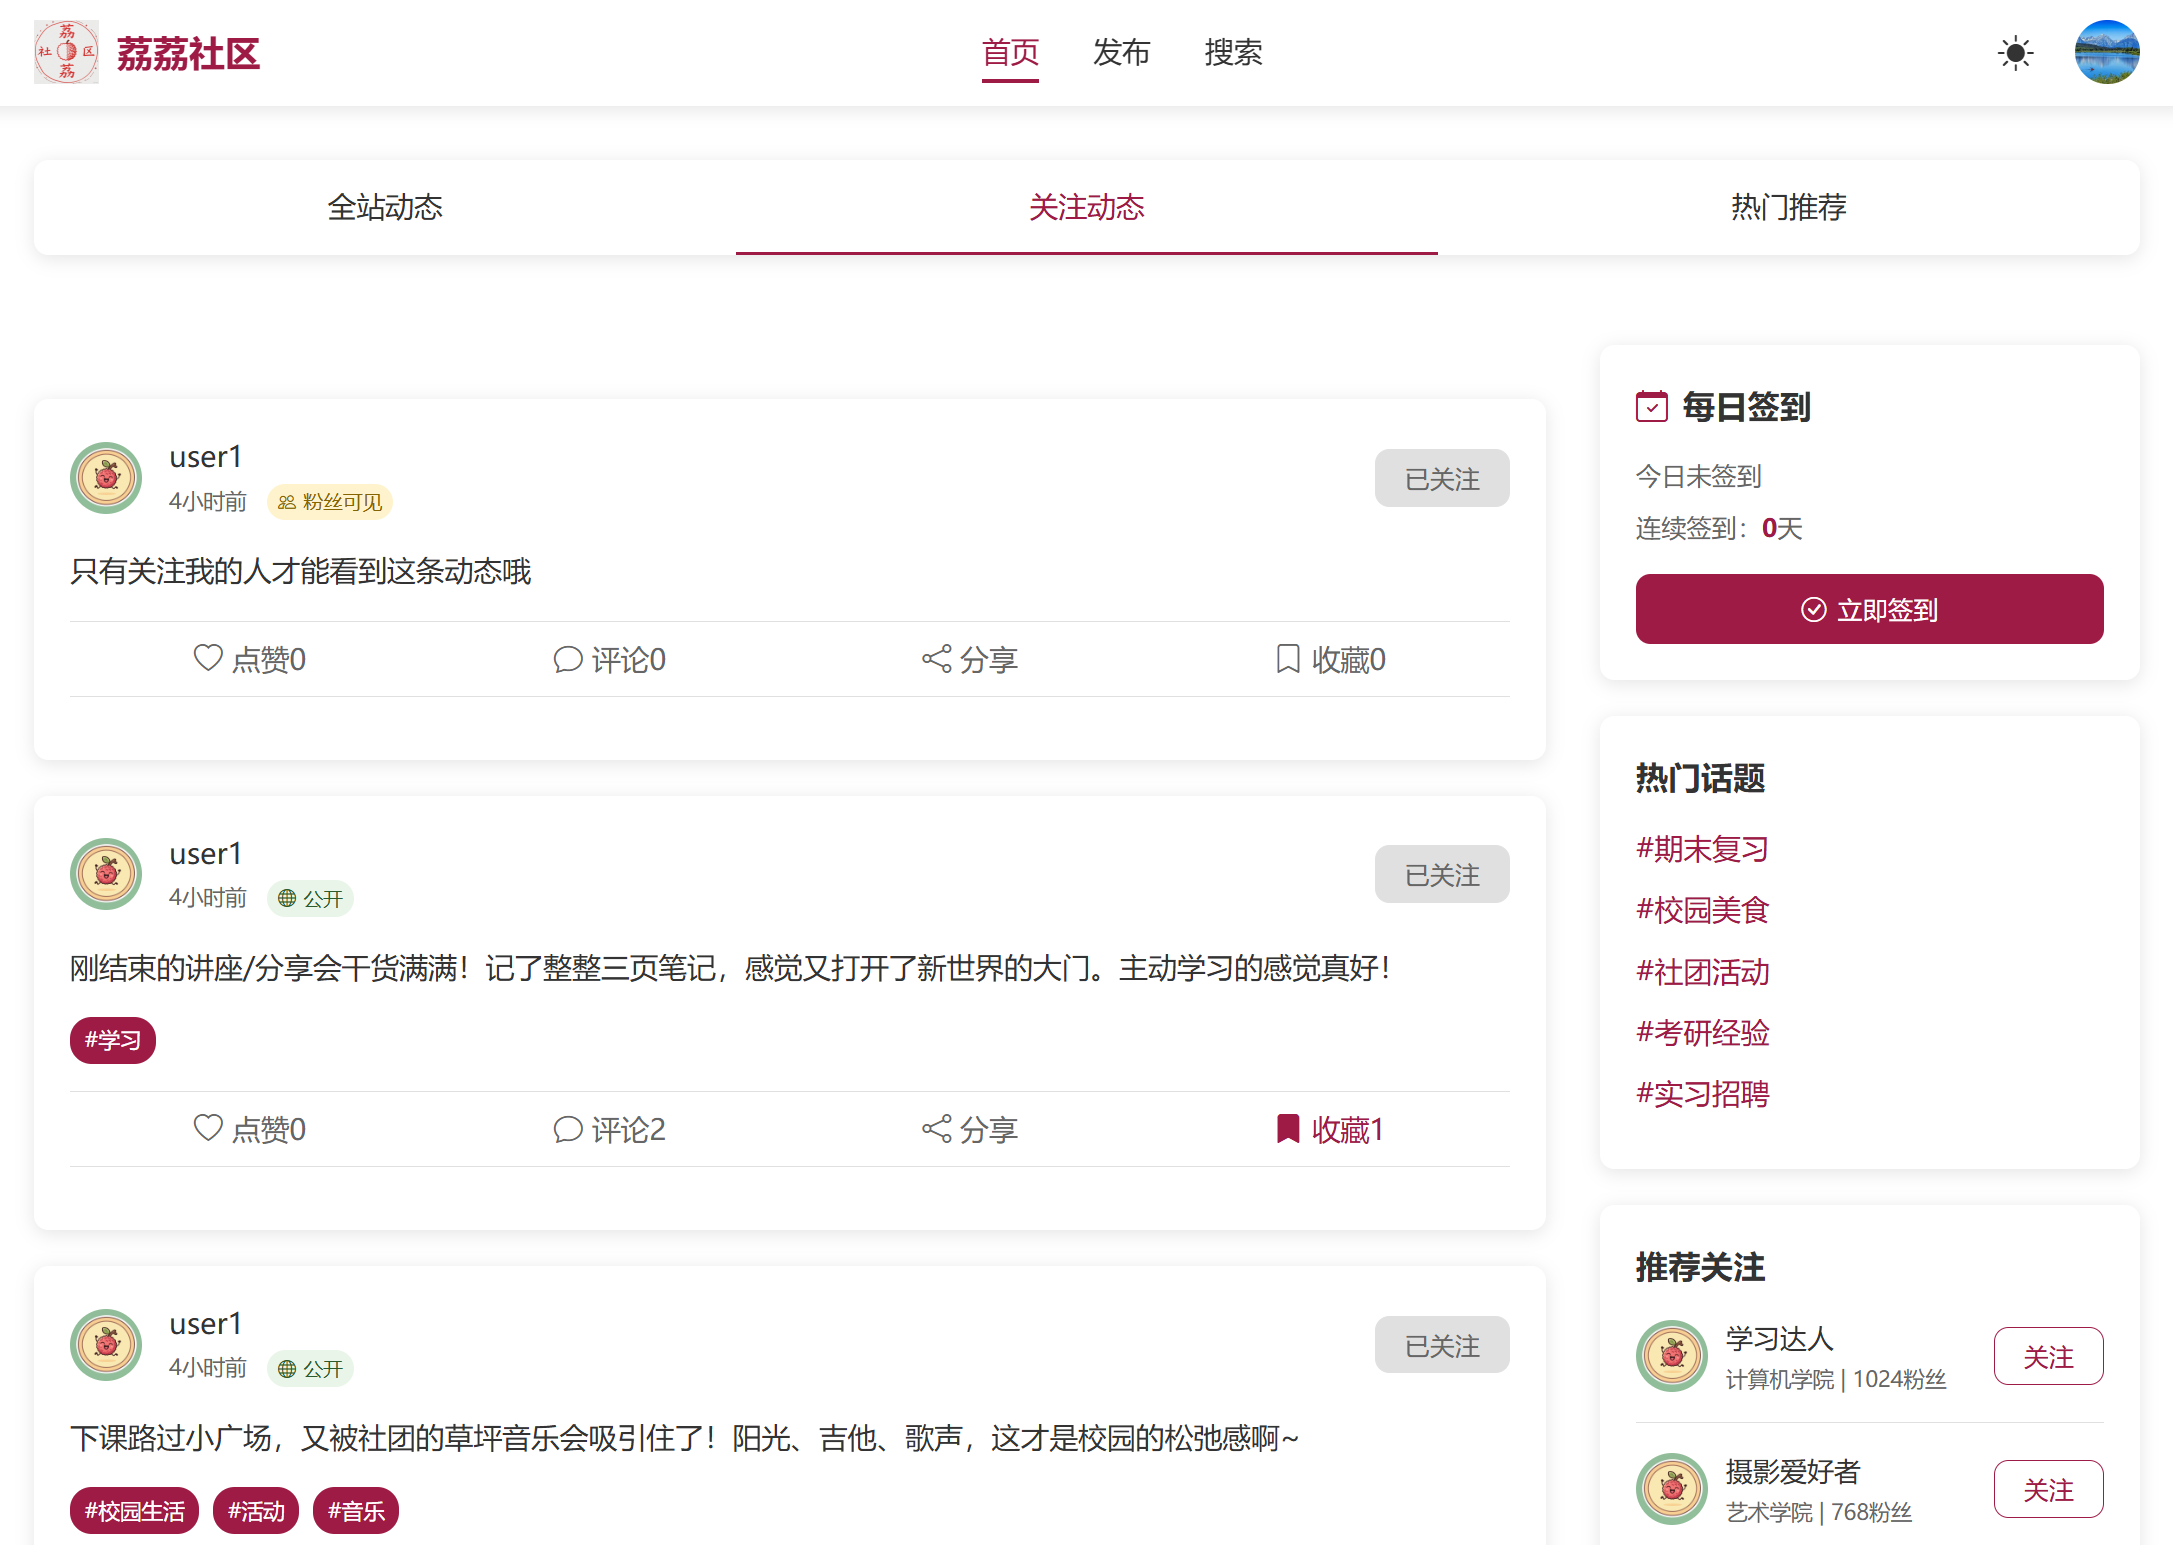 荔
社 区
荔
荔荔社区
首页 发布 搜索
全站动态 关注动态 热门推荐
user1
4小时前 粉丝可见
已关注
只有关注我的人才能看到这条动态哦
点赞0 评论0 分享 收藏0
user1
4小时前 公开
已关注
刚结束的讲座/分享会干货满满！记了整整三页笔记，感觉又打开了新世界的大门。主动学习的感觉真好！
#学习
点赞0 评论2 分享 收藏1
user1
4小时前 公开
已关注
下课路过小广场，又被社团的草坪音乐会吸引住了！阳光、吉他、歌声，这才是校园的松弛感啊~
#校园生活 #活动 #音乐
每日签到
今日未签到
连续签到：0天
立即签到
热门话题
#期末复习
#校园美食
#社团活动
#考研经验
#实习招聘
推荐关注
学习达人
计算机学院 | 1024粉丝
关注
摄影爱好者
艺术学院 | 768粉丝
关注